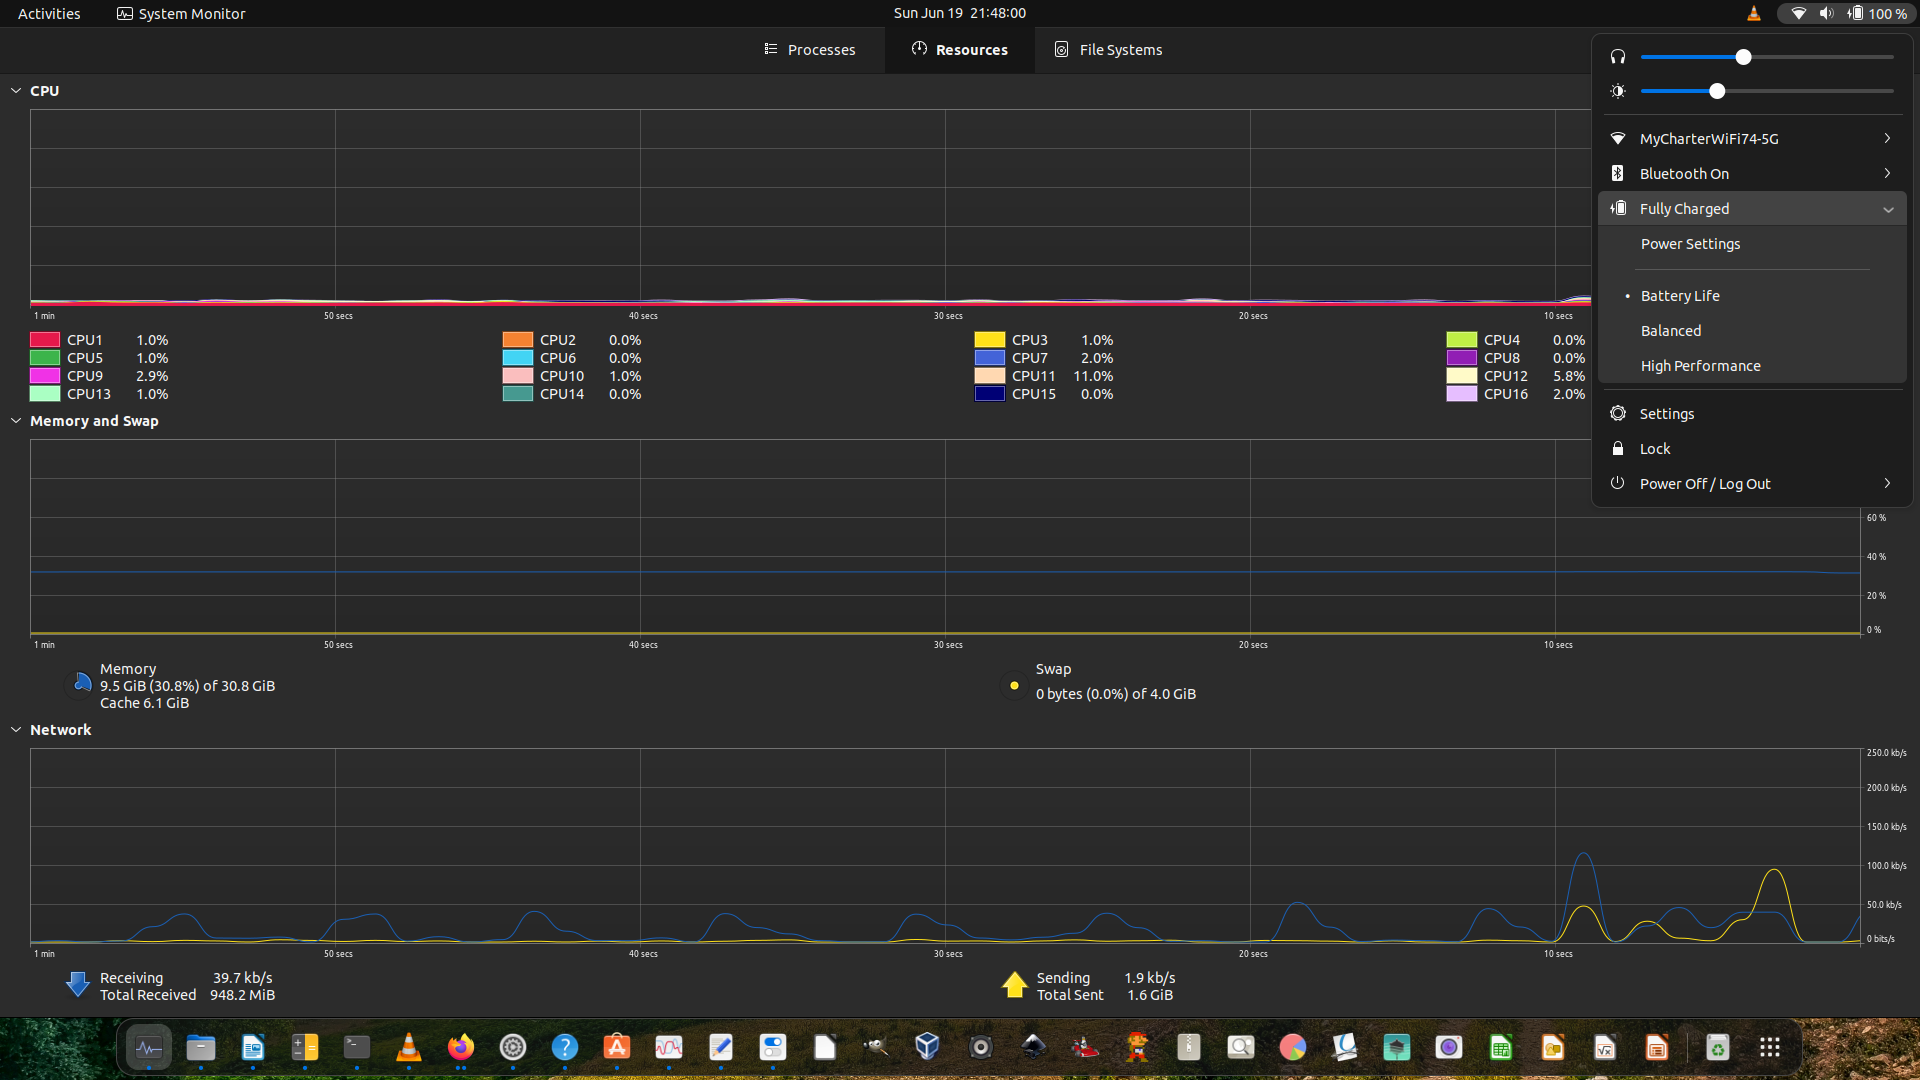 Activities System Monitor Sun Jun 19 21:48:00 100 %
Processes Resources File Systems
CPU
1 min 50 secs 40 secs 30 secs 20 secs 10 secs
CPU1 1.0% CPU2 0.0% CPU3 1.0% CPU4 0.0%
CPU5 1.0% CPU6 0.0% CPU7 2.0% CPU8 0.0%
CPU9 2.9% CPU10 1.0% CPU11 11.0% CPU12 5.8%
CPU13 1.0% CPU14 0.0% CPU15 0.0% CPU16 2.0%
MyCharterWiFi74-5G
Bluetooth On
Fully Charged
Power Settings
• Battery Life
Balanced
High Performance
Settings
Lock
Power Off / Log Out
Memory and Swap
60 %
40 %
20 %
0 %
1 min 50 secs 40 secs 30 secs 20 secs 10 secs
Memory
9.5 GiB (30.8%) of 30.8 GiB
Cache 6.1 GiB
Swap
0 bytes (0.0%) of 4.0 GiB
Network
250.0 kb/s
200.0 kb/s
150.0 kb/s
100.0 kb/s
50.0 kb/s
0 bits/s
1 min 50 secs 40 secs 30 secs 20 secs 10 secs
Receiving 39.7 kb/s
Total Received 948.2 MiB
Sending 1.9 kb/s
Total Sent 1.6 GiB